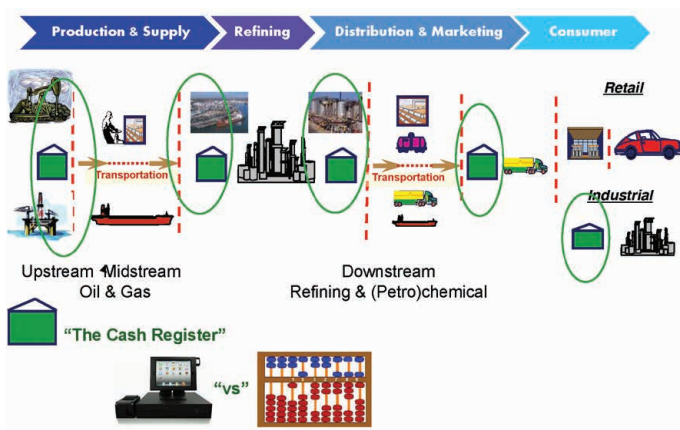 Production & Supply
Refining
Distribution & Marketing
Consumer
Retail
Transportation
Transportation
Industrial
Upstream Midstream
Oil & Gas
Downstream
Refining & (Petro)chemical
“The Cash Register”
“vs”